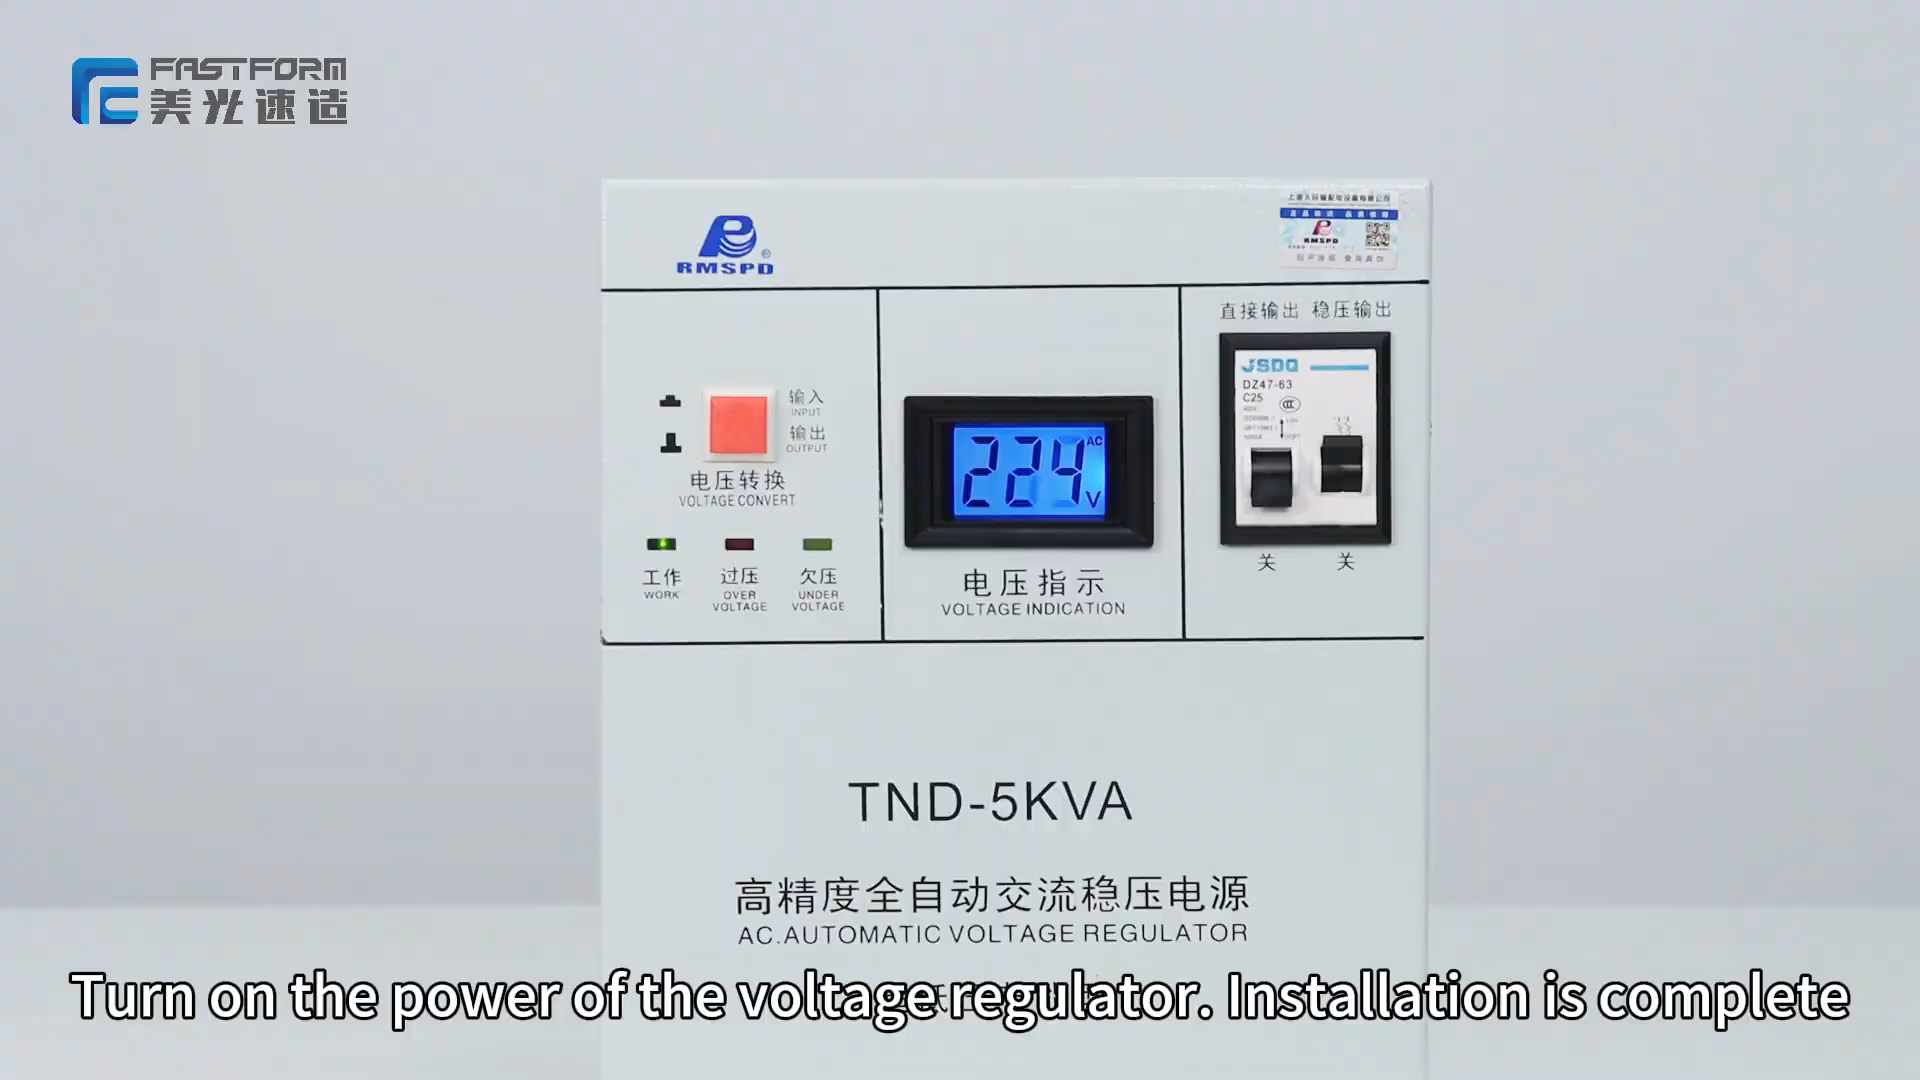 FASTFORM
美光速造
RMSPD
®
RMSPD
直接输出 稳压输出
JSDQ
DZ47-63
C25
CCC
输入
INPUT
输出
OUTPUT
电压转换
VOLTAGE CONVERT
工作
WORK
过压
OVER
VOLTAGE
欠压
UNDER
VOLTAGE
224
AC
V
电压指示
VOLTAGE INDICATION
关 关
TND-5KVA
高精度全自动交流稳压电源
AC.AUTOMATIC VOLTAGE REGULATOR
Turn on the power of the voltage regulator. Installation is complete